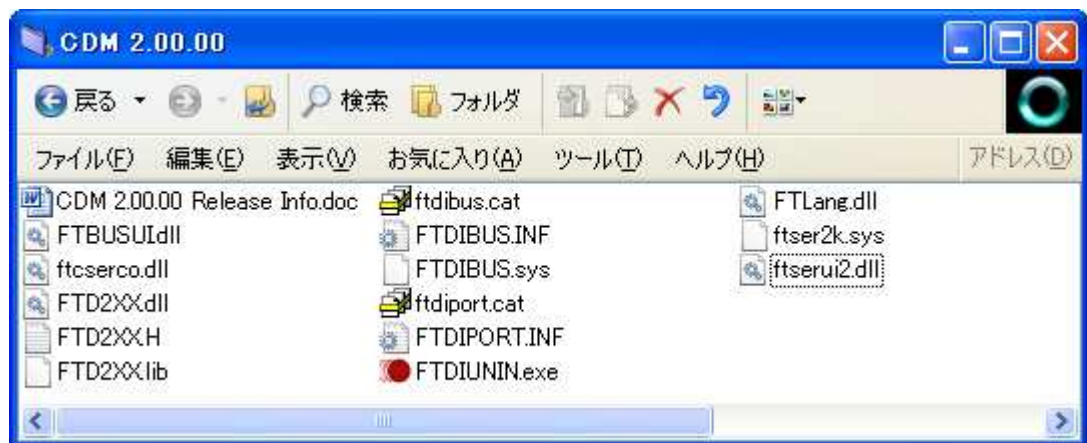 CDM 2.00.00
戻る 検索 フォルダ
ファイル(F) 編集(E) 表示(V) お気に入り(A) ツール(T) ヘルプ(H) アドレス(D)
CDM 2.00.00 Release Info.doc
FTBUSUI.dll
ftcserco.dll
FTD2XX.dll
FTD2XX.H
FTD2XX.lib
ftdibus.cat
FTDIBUS.INF
FTDIBUS.sys
ftdiport.cat
FTDIPORT.INF
FTDIUNIN.exe
FTLang.dll
ftser2k.sys
ftserui2.dll